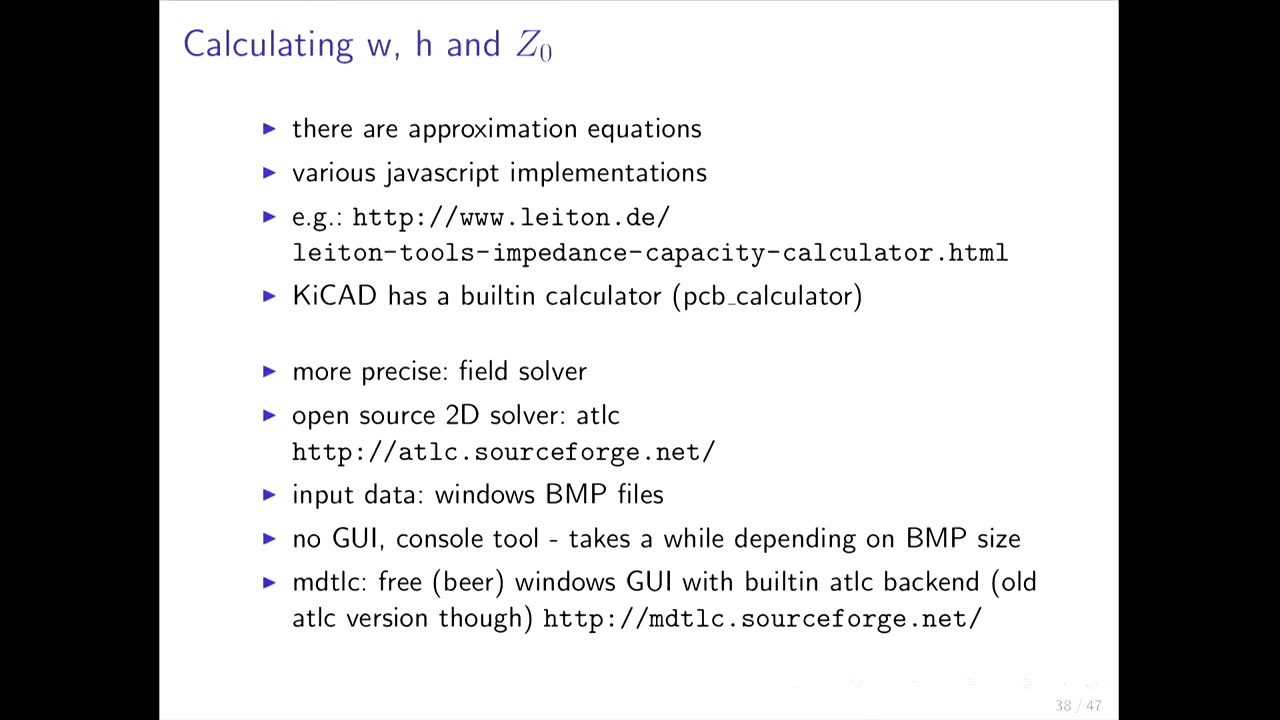 Calculating w, h and Z0
▶ there are approximation equations
▶ various javascript implementations
▶ e.g.: http://www.leiton.de/
leiton-tools-impedance-capacity-calculator.html
▶ KiCAD has a builtin calculator (pcb_calculator)
▶ more precise: field solver
▶ open source 2D solver: atlc
http://atlc.sourceforge.net/
▶ input data: windows BMP files
▶ no GUI, console tool - takes a while depending on BMP size
▶ mdtlc: free (beer) windows GUI with builtin atlc backend (old
atlc version though) http://mdtlc.sourceforge.net/
38 / 47